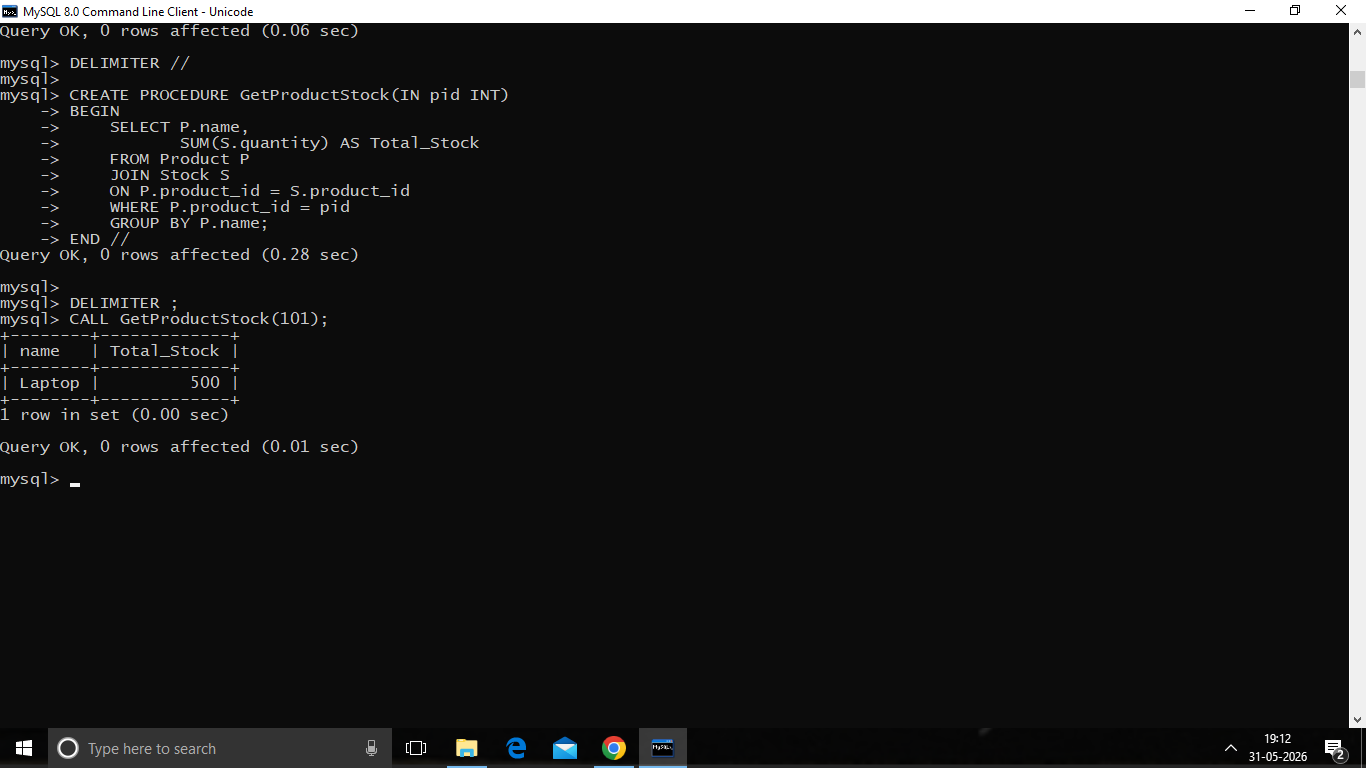 MySQL 8.0 Command Line Client - Unicode
Query OK, 0 rows affected (0.06 sec)
mysql> DELIMITER //
mysql>
mysql> CREATE PROCEDURE GetProductStock(IN pid INT)
    -> BEGIN
    ->     SELECT P.name,
    ->            SUM(S.quantity) AS Total_Stock
    ->     FROM Product P
    ->     JOIN Stock S
    ->     ON P.product_id = S.product_id
    ->     WHERE P.product_id = pid
    ->     GROUP BY P.name;
    -> END //
Query OK, 0 rows affected (0.28 sec)
mysql>
mysql> DELIMITER ;
mysql> CALL GetProductStock(101);
+--------+-------------+
| name   | Total_Stock |
+--------+-------------+
| Laptop |         500 |
+--------+-------------+
1 row in set (0.00 sec)
Query OK, 0 rows affected (0.01 sec)
mysql> _
Type here to search
19:12
31-05-2026
2